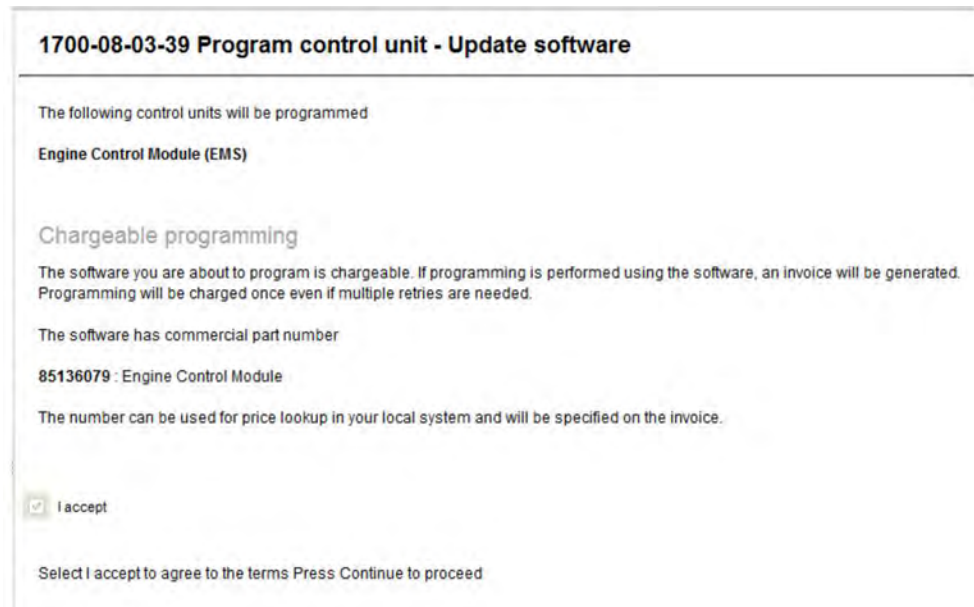 1700-08-03-39 Program control unit - Update software
The following control units will be programmed
Engine Control Module (EMS)
Chargeable programming
The software you are about to program is chargeable. If programming is performed using the software, an invoice will be generated.
Programming will be charged once even if multiple retries are needed.
The software has commercial part number
85136079 : Engine Control Module
The number can be used for price lookup in your local system and will be specified on the invoice.
I accept
Select I accept to agree to the terms Press Continue to proceed